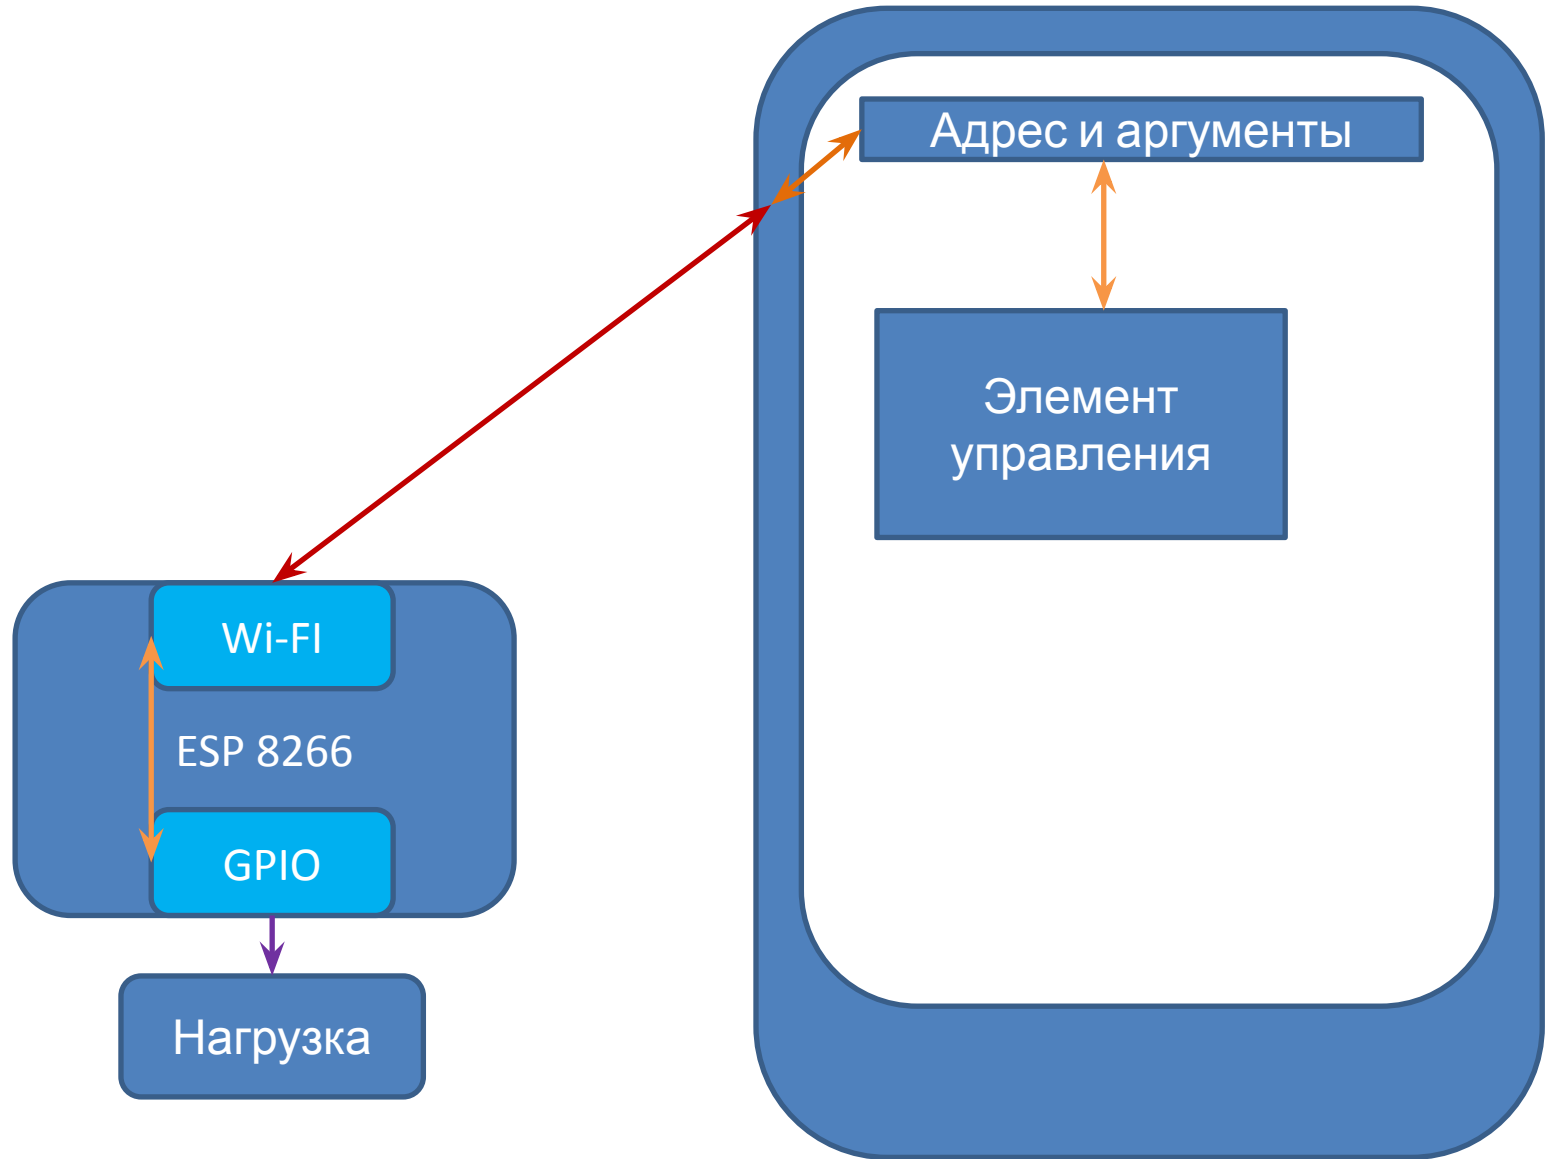 Адрес и аргументы
Элемент
управления
Wi-FI
ESP 8266
GPIO
Нагрузка